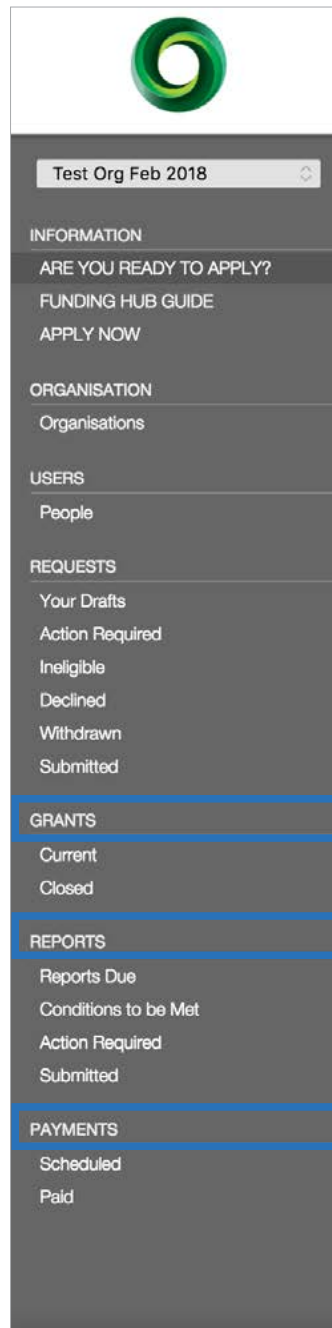 Test Org Feb 2018
INFORMATION
ARE YOU READY TO APPLY?
FUNDING HUB GUIDE
APPLY NOW
ORGANISATION
Organisations
USERS
People
REQUESTS
Your Drafts
Action Required
Ineligible
Declined
Withdrawn
Submitted
GRANTS
Current
Closed
REPORTS
Reports Due
Conditions to be Met
Action Required
Submitted
PAYMENTS
Scheduled
Paid